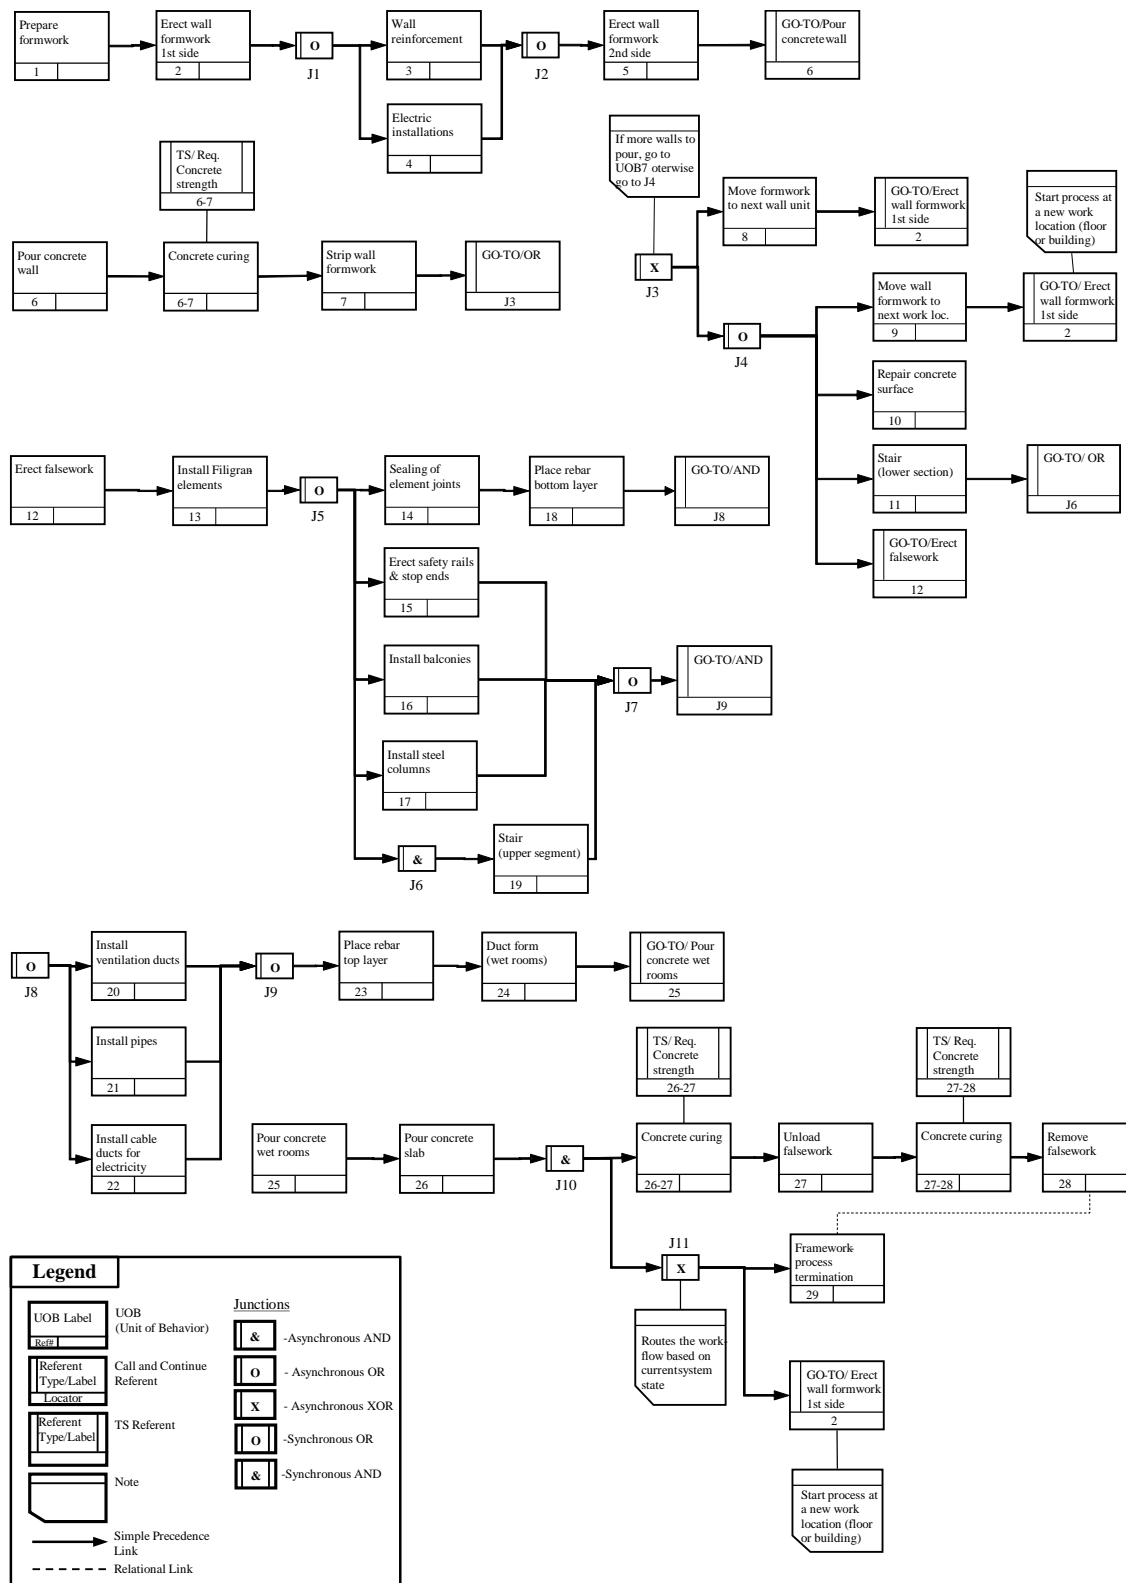 Prepare
formwork
1
Erect wall
formwork
1st side
2
O
J1
Wall
reinforcement
3
Electric
installations
4
O
J2
Erect wall
formwork
2nd side
5
GO-TO/Pour
concretewall
6
TS/ Req.
Concrete
strength
6-7
Pour concrete
wall
6
Concrete curing
6-7
Strip wall
formwork
7
GO-TO/OR
J3
If more walls to
pour, go to
UOB7 oterwise
go to J4
X
J3
Move formwork
to next wall unit
8
GO-TO/Erect
wall formwork
1st side
2
Start process at
a new work
location (floor
or building)
O
J4
Move wall
formwork to
next work loc.
9
GO-TO/ Erect
wall formwork
1st side
2
Repair concrete
surface
10
Stair
(lower section)
11
GO-TO/ OR
J6
GO-TO/Erect
falsework
12
Erect falsework
12
Install Filigran-
elements
13
O
J5
Sealing of
element joints
14
Place rebar
bottom layer
18
GO-TO/AND
J8
Erect safety rails
& stop ends
15
Install balconies
16
Install steel
columns
17
&
J6
Stair
(upper segment)
19
O
J7
GO-TO/AND
J9
O
J8
Install
ventilation ducts
20
Install pipes
21
Install cable
ducts for
electricity
22
O
J9
Place rebar
top layer
23
Duct form
(wet rooms)
24
GO-TO/ Pour
concrete wet
rooms
25
Pour concrete
wet rooms
25
Pour concrete
slab
26
&
J10
TS/ Req.
Concrete
strength
26-27
Concrete curing
26-27
Unload
falsework
27
TS/ Req.
Concrete
strength
27-28
Concrete curing
27-28
Remove
falsework
28
J11
X
Routes the work-
flow based on
currentsystem
state
Framework-
process
termination
29
GO-TO/ Erect
wall formwork
1st side
2
Start process at
a new work
location (floor
or building)
Legend
UOB Label
Ref#
UOB
(Unit of Behavior)
Referent
Type/Label
Locator
Call and Continue
Referent
Referent
Type/Label
TS Referent
Note
Simple Precedence
Link
Relational Link
Junctions
& -Asynchronous AND
O - Asynchronous OR
X - Asynchronous XOR
O -Synchronous OR
& -Synchronous AND